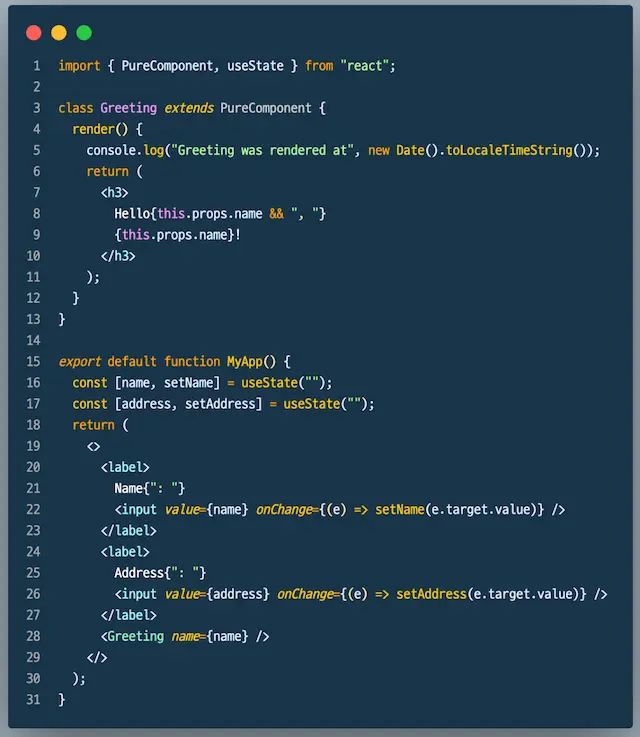 1 import { PureComponent, useState } from "react";
2
3 class Greeting extends PureComponent {
4   render() {
5     console.log("Greeting was rendered at", new Date().toLocaleTimeString());
6     return (
7       <h3>
8         Hello{this.props.name && ", "}
9         {this.props.name}!
10       </h3>
11     );
12   }
13 }
14
15 export default function MyApp() {
16   const [name, setName] = useState("");
17   const [address, setAddress] = useState("");
18   return (
19     <>
20       <label>
21         Name{": "}
22         <input value={name} onChange={(e) => setName(e.target.value)} />
23       </label>
24       <label>
25         Address{": "}
26         <input value={address} onChange={(e) => setAddress(e.target.value)} />
27       </label>
28       <Greeting name={name} />
29     </>
30   );
31 }